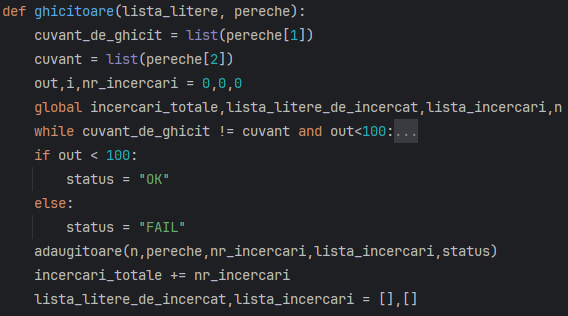 def ghicitoare(lista_litere, pereche):
    cuvant_de_ghicit = list(pereche[1])
    cuvant = list(pereche[2])
    out,i,nr_incercari = 0,0,0
    global incercari_totale,lista_litere_de_incercat,lista_incercari,n
    while cuvant_de_ghicit != cuvant and out<100:...
    if out < 100:
        status = "OK"
    else:
        status = "FAIL"
    adaugitoare(n,pereche,nr_incercari,lista_incercari,status)
    incercari_totale += nr_incercari
    lista_litere_de_incercat,lista_incercari = [],[]